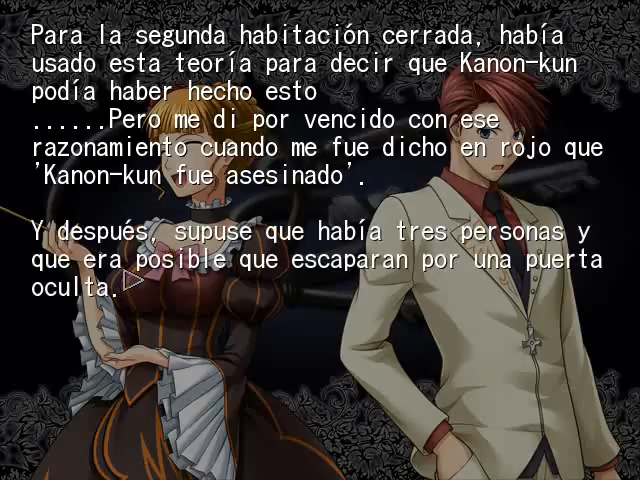 Para la segunda habitación cerrada, había
usado esta teoría para decir que Kanon-kun
podía haber hecho esto
......Pero me di por vencido con ese
razonamiento cuando me fue dicho en rojo que
'Kanon-kun fue asesinado'.
Y después, supuse que había tres personas y
que era posible que escaparan por una puerta
oculta.